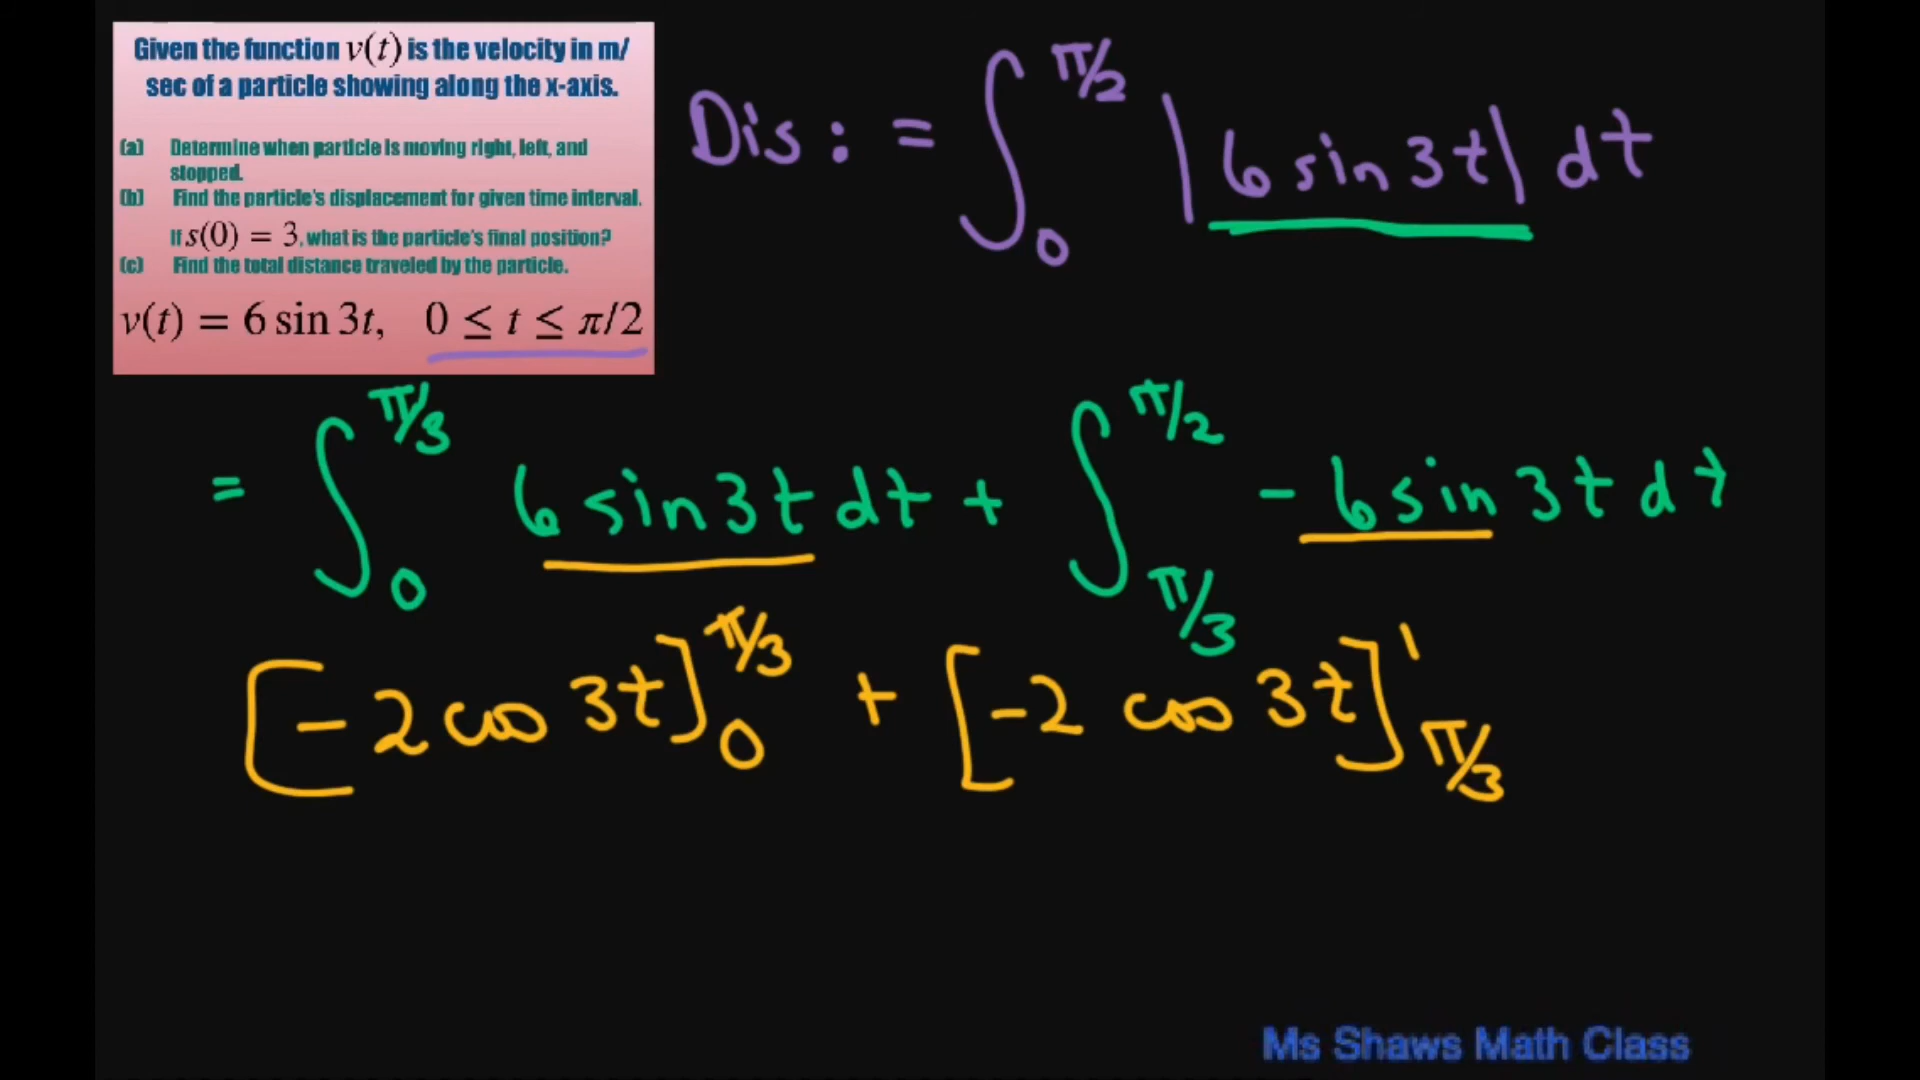 Given the function v(t) is the velocity in m/
sec of a particle showing along the x-axis.
(a) Determine when particle is moving right, left, and
stopped.
(b) Find the particle's displacement for given time interval.
If s(0) = 3, what is the particle's final position?
(c) Find the total distance traveled by the particle.
v(t) = 6 sin 3t, 0 ≤ t ≤ π/2
Dis: = ∫₀^{π/2} |6 sin 3t| dt
= ∫₀^{π/3} 6 sin 3t dt + ∫_{π/3}^{π/2} - 6 sin 3t dt
[-2 cos 3t]₀^{π/3} + [-2 cos 3t]_{π/3}
Ms Shaws Math Class